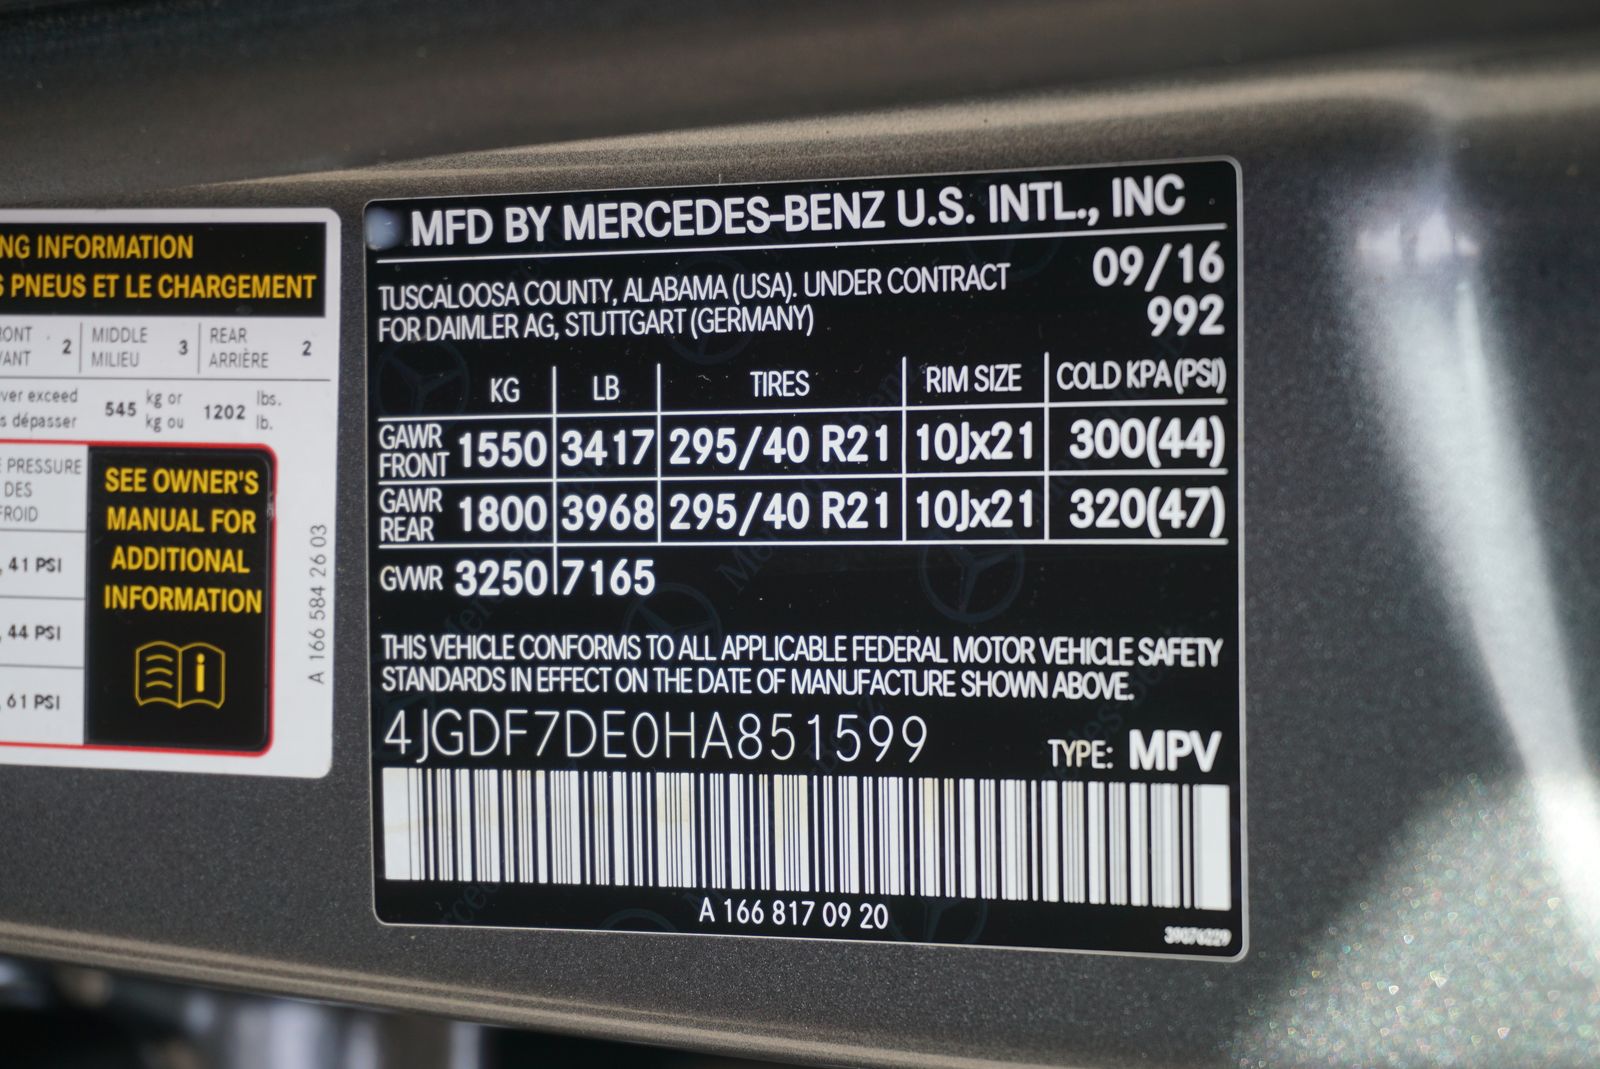 NG INFORMATION
S PNEUS ET LE CHARGEMENT
2 | MIDDLE MILIEU 3 | REAR ARRIÈRE 2
ver exceed
s dépasser 545 kg or kg ou 1202 lbs. lb.
E PRESSURE
DES
FROID
41 PSI
44 PSI
61 PSI
SEE OWNER'S
MANUAL FOR
ADDITIONAL
INFORMATION
A 166 584 26 03
MFD BY MERCEDES-BENZ U.S. INTL., INC
TUSCALOOSA COUNTY, ALABAMA (USA). UNDER CONTRACT 09/16
FOR DAIMLER AG, STUTTGART (GERMANY) 992
KG LB TIRES RIM SIZE COLD KPA(PSI)
GAWR FRONT 1550 3417 295/40 R21 10Jx21 300(44)
GAWR REAR 1800 3968 295/40 R21 10Jx21 320(47)
GVWR 3250 7165
THIS VEHICLE CONFORMS TO ALL APPLICABLE FEDERAL MOTOR VEHICLE SAFETY
STANDARDS IN EFFECT ON THE DATE OF MANUFACTURE SHOWN ABOVE.
4JGDF7DE0HA851599 TYPE: MPV
A 166 817 09 20